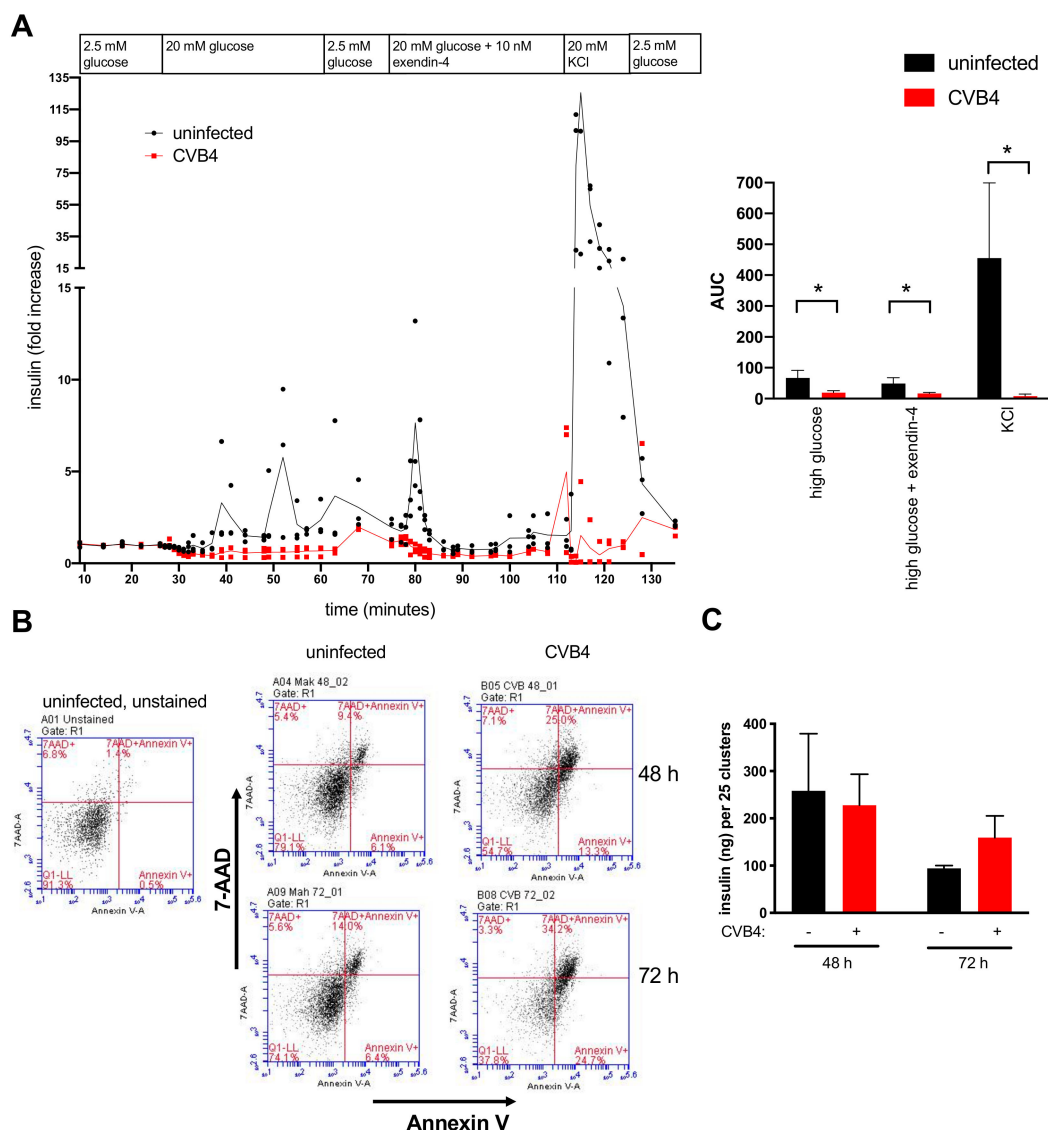 A
2.5 mM glucose
20 mM glucose
2.5 mM glucose
20 mM glucose + 10 nM exendin-4
20 mM KCl
2.5 mM glucose
insulin (fold increase)
135
115
95
75
55
35
15
15
10
5
0
uninfected
CVB4
10 20 30 40 50 60 70 80 90 100 110 120 130
time (minutes)
uninfected
CVB4
AUC
700
600
500
400
300
200
100
0
*
*
*
high glucose
high glucose + exendin-4
KCl
B
uninfected
CVB4
uninfected, unstained
A01 Unstained
Gate: R1
7AAD+
6.8%
7AAD+Annexin V+
1.4%
Q1-LL
91.3%
Annexin V+
0.5%
7AAD-A
Annexin V-A
A04 Mak 48_02
Gate: R1
7AAD+
5.4%
7AAD+Annexin V+
9.4%
Q1-LL
79.1%
Annexin V+
6.1%
7AAD-A
Annexin V-A
B05 CVB 48_01
Gate: R1
7AAD+
7.1%
7AAD+Annexin V+
25.0%
Q1-LL
54.7%
Annexin V+
13.3%
7AAD-A
Annexin V-A
48 h
A09 Mah 72_01
Gate: R1
7AAD+
5.6%
7AAD+Annexin V+
14.0%
Q1-LL
74.1%
Annexin V+
6.4%
7AAD-A
Annexin V-A
B08 CVB 72_02
Gate: R1
7AAD+
3.3%
7AAD+Annexin V+
34.2%
Q1-LL
37.8%
Annexin V+
24.7%
7AAD-A
Annexin V-A
72 h
7-AAD
Annexin V
C
insulin (ng) per 25 clusters
400
300
200
100
0
CVB4: - + - +
48 h 72 h